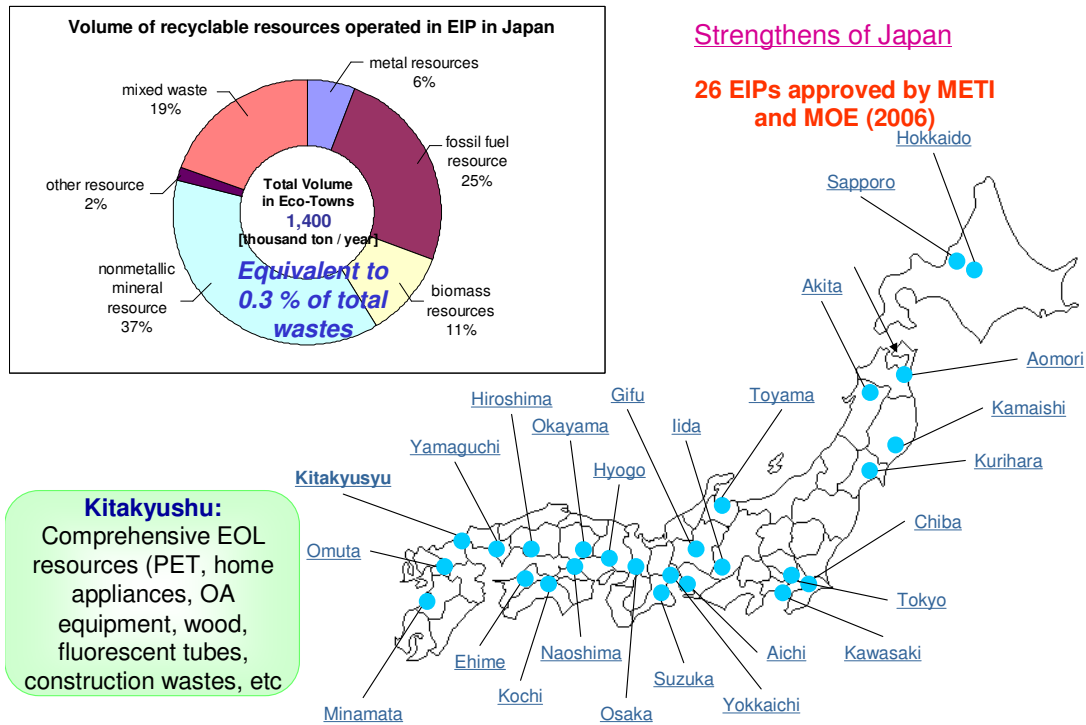 Volume of recyclable resources operated in EIP in Japan
metal resources
6%
mixed waste
19%
fossil fuel
resource
25%
other resource
2%
Total Volume
in Eco-Towns
1,400
[thousand ton / year]
Equivalent to
0.3 % of total
wastes
nonmetallic
mineral
resource
37%
biomass
resources
11%
Strengthens of Japan
26 EIPs approved by METI
and MOE (2006)
Hokkaido
Sapporo
Akita
Aomori
Kamaishi
Kurihara
Hiroshima
Gifu
Toyama
Okayama
Iida
Yamaguchi
Hyogo
Kitakyusyu
Chiba
Omuta
Tokyo
Kawasaki
Aichi
Ehime
Naoshima
Suzuka
Kochi
Yokkaichi
Minamata
Osaka
Kitakyushu:
Comprehensive EOL
resources (PET, home
appliances, OA
equipment, wood,
fluorescent tubes,
construction wastes, etc